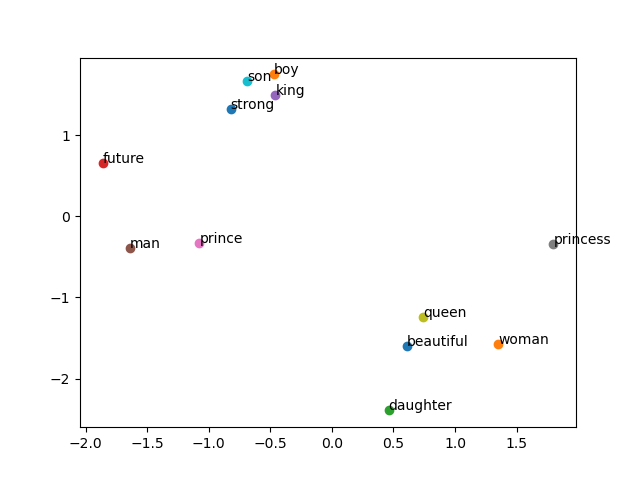 boy
son
king
strong
1
future
0
prince
man
princess
−1
queen
woman
beautiful
−2
daughter
−2.0 −1.5 −1.0 −0.5 0.0 0.5 1.0 1.5